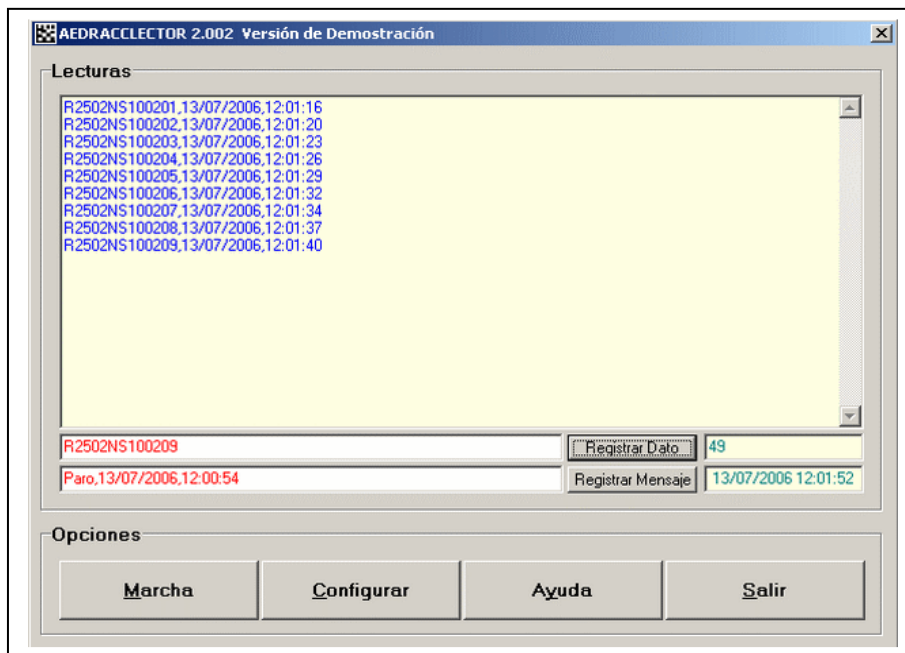 AEDRACCLECTOR 2.002 Versión de Demostración
Lecturas
R2502NS100201,13/07/2006,12:01:16
R2502NS100202,13/07/2006,12:01:20
R2502NS100203,13/07/2006,12:01:23
R2502NS100204,13/07/2006,12:01:26
R2502NS100205,13/07/2006,12:01:29
R2502NS100206,13/07/2006,12:01:32
R2502NS100207,13/07/2006,12:01:34
R2502NS100208,13/07/2006,12:01:37
R2502NS100209,13/07/2006,12:01:40
R2502NS100209 Registrar Dato 49
Paro,13/07/2006,12:00:54 Registrar Mensaje 13/07/2006 12:01:52
Opciones
Marcha Configurar Ayuda Salir